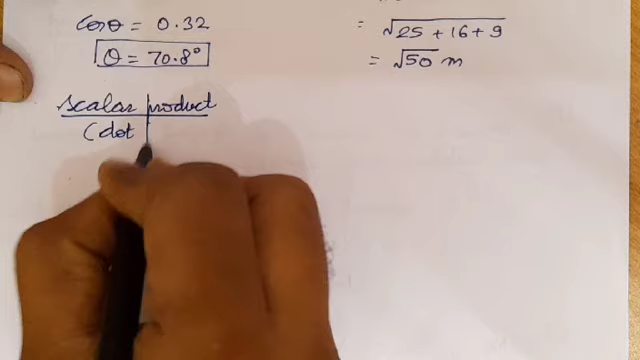 cosθ = 0.32
θ = 70.8°
scalar product
(dot
= √25 + 16 + 9
= √50 m